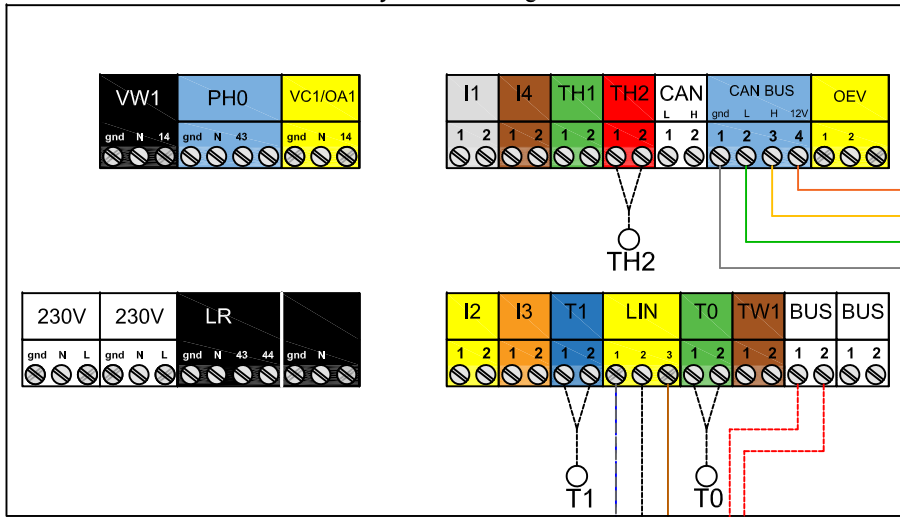 VW1 PH0 VC1/OA1 I1 I4 TH1 TH2 CAN CAN BUS OEV
L H gnd L H 12V
gnd N 14 gnd N 43 gnd N 14 1 2 1 2 1 2 1 2 1 2 1 2 3 4 1 2
TH2
230V 230V LR I2 I3 T1 LIN T0 TW1 BUS BUS
gnd N L gnd N L gnd N 43 44 gnd N 1 2 1 2 1 2 1 2 3 1 2 1 2 1 2 1 2
T1 T0